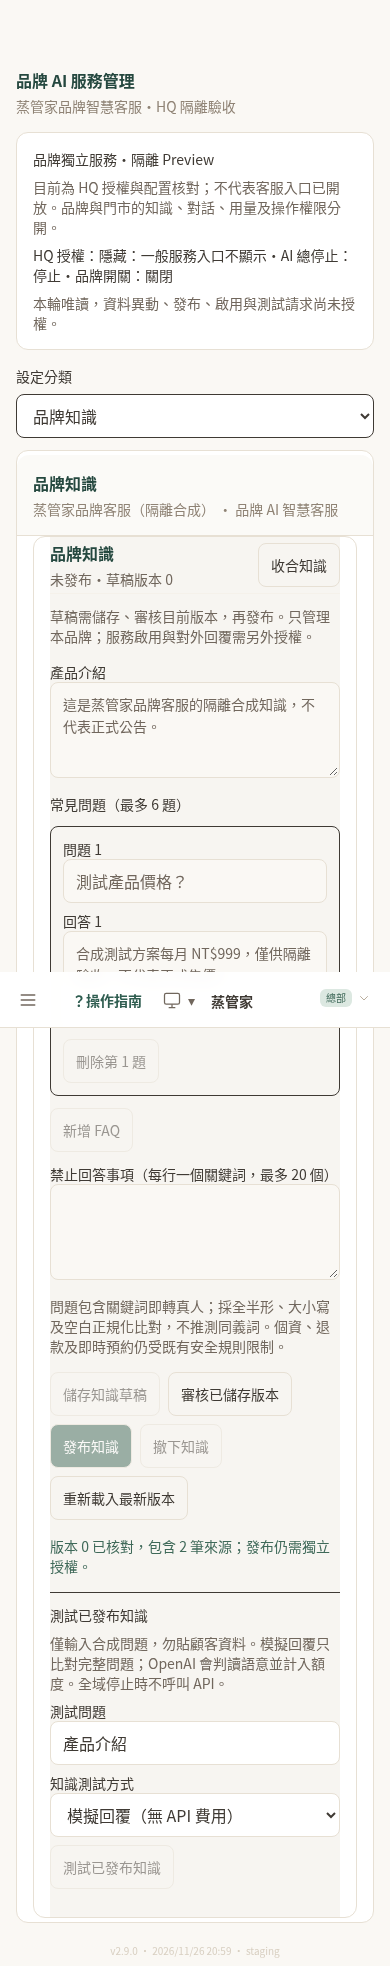 品牌 AI 服務管理
蒸管家品牌智慧客服・HQ 隔離驗收
品牌獨立服務・隔離 Preview
目前為 HQ 授權與配置核對；不代表客服入口已開
放。品牌與門市的知識、對話、用量及操作權限分
開。
HQ 授權：隱藏：一般服務入口不顯示・AI 總停止：
停止・品牌開關：關閉
本輪唯讀，資料異動、發布、啟用與測試請求尚未授
權。
設定分類
品牌知識
品牌知識
蒸管家品牌客服（隔離合成） ・ 品牌 AI 智慧客服
品牌知識
未發布・草稿版本 0
收合知識
草稿需儲存、審核目前版本，再發布。只管理
本品牌；服務啟用與對外回覆需另外授權。
產品介紹
這是蒸管家品牌客服的隔離合成知識，不
代表正式公告。
常見問題（最多 6 題）
問題 1
測試產品價格？
回答 1
合成測試方案每月 NT$999，僅供隔離
？操作指南
▾
蒸管家
總部
刪除第 1 題
新增 FAQ
禁止回答事項（每行一個關鍵詞，最多 20 個）
問題包含關鍵詞即轉真人；採全半形、大小寫
及空白正規化比對，不推測同義詞。個資、退
款及即時預約仍受既有安全規則限制。
儲存知識草稿
審核已儲存版本
發布知識
撤下知識
重新載入最新版本
版本 0 已核對，包含 2 筆來源；發布仍需獨立
授權。
測試已發布知識
僅輸入合成問題，勿貼顧客資料。模擬回覆只
比對完整問題；OpenAI 會判讀語意並計入額
度。全域停止時不呼叫 API。
測試問題
產品介紹
知識測試方式
模擬回覆（無 API 費用）
測試已發布知識
v2.9.0 ・ 2026/11/26 20:59 ・ staging